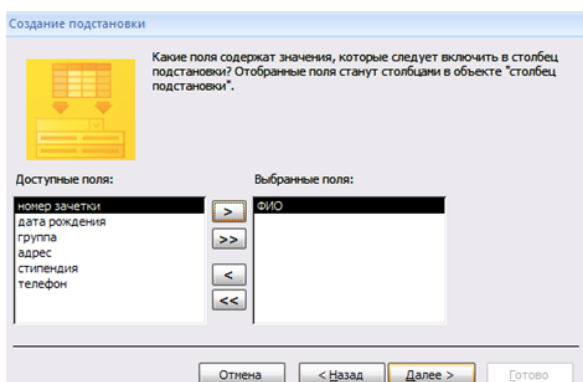 Создание подстановки
Какие поля содержат значения, которые следует включить в столбец
подстановки? Отобранные поля станут столбцами в объекте "столбец
подстановки".
Доступные поля:
Выбранные поля:
номер зачетки
дата рождения
группа
адрес
стипендия
телефон
>
>>
<
<<
ФИО
Отмена
< Назад
Далее >
Готово